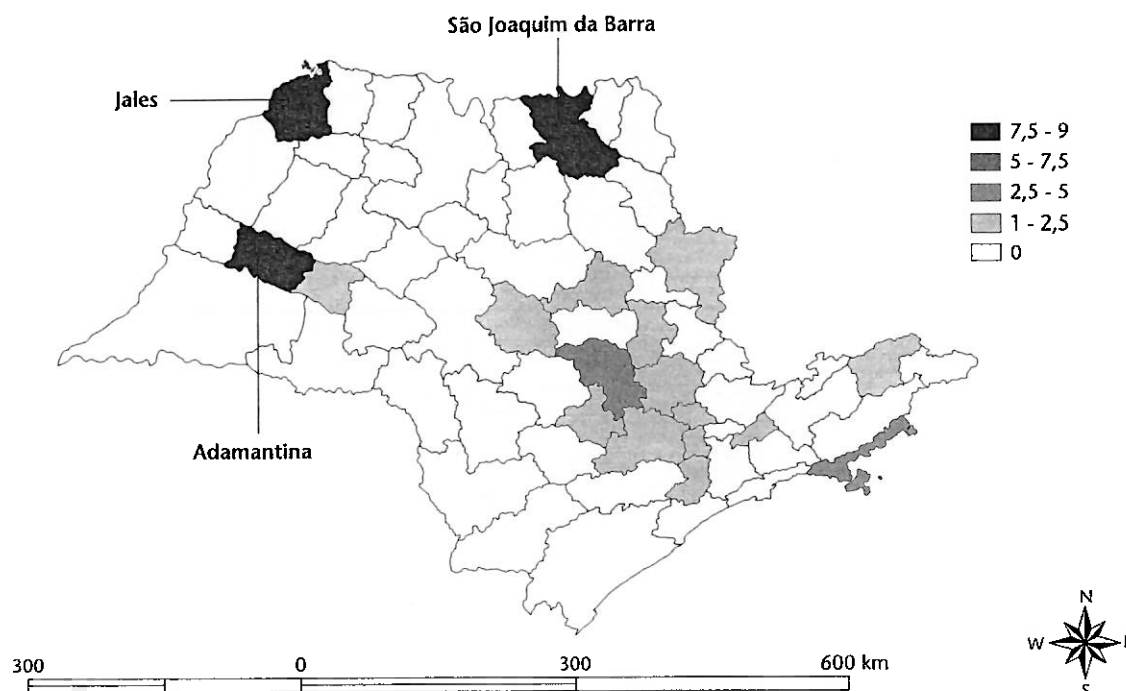 São Joaquim da Barra
Jales
7,5 - 9
5 - 7,5
2,5 - 5
1 - 2,5
0
Adamantina
N
W
S
300 0 300 600 km